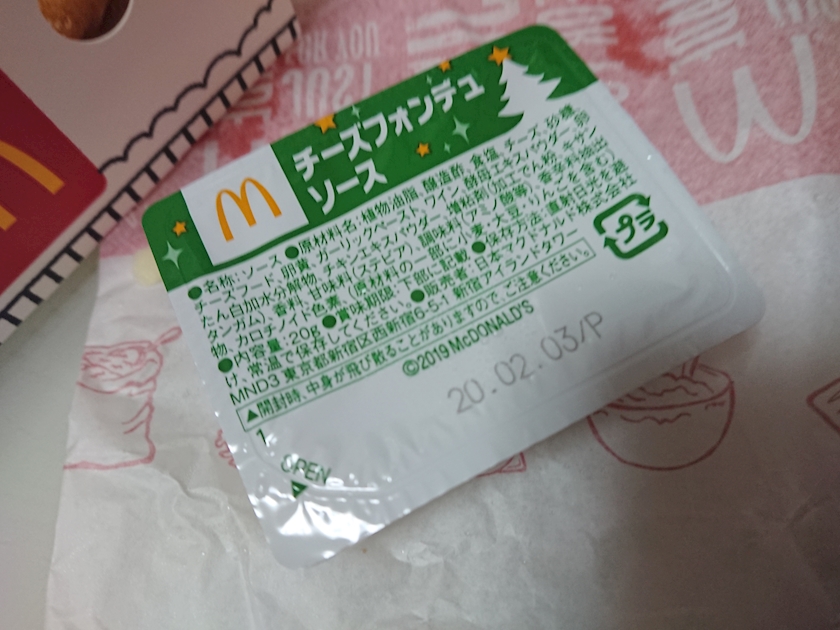 チーズフォンデュ
ソース
●名称:ソース●原材料名:植物油脂、醸造酢、食塩、チーズ、砂糖、
チーズフード、卵黄、ガーリックペースト、ワイン、酵母エキスパウダー、
たん白加水分解物、チキンエキスパウダー、増粘剤(加工でん粉、キサン
タンガム)、香料、甘味料(ステビア)、調味料(アミノ酸等)、香辛料抽出
物、カロチノイド色素、(原材料の一部に小麦、大豆、りんごを含む)
●内容量:20g●賞味期限:下部に記載●保存方法:直射日光を避
け、常温で保存してください。●販売者:日本マクドナルド株式会社
MND3 東京都新宿区西新宿6-5-1 新宿アイランドタワー
▲開封時、中身が飛び散ることがありますので、ご注意ください。
©2019 McDONALD'S
プラ
20.02.03/P
1
OPEN